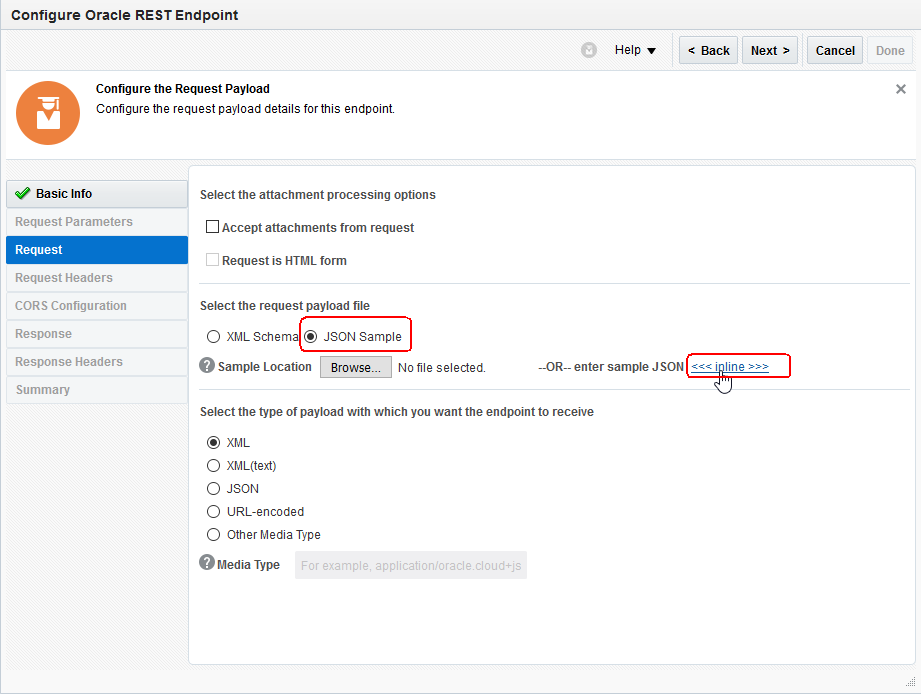 Configure Oracle REST Endpoint
Help
< Back
Next >
Cancel
Done
Configure the Request Payload
Configure the request payload details for this endpoint.
Basic Info
Request Parameters
Request
Request Headers
CORS Configuration
Response
Response Headers
Summary
Select the attachment processing options
Accept attachments from request
Request is HTML form
Select the request payload file
XML Schema JSON Sample
? Sample Location Browse... No file selected. --OR-- enter sample JSON <<< inline >>>
Select the type of payload with which you want the endpoint to receive
XML
XML(text)
JSON
URL-encoded
Other Media Type
? Media Type For example, application/oracle.cloud+js